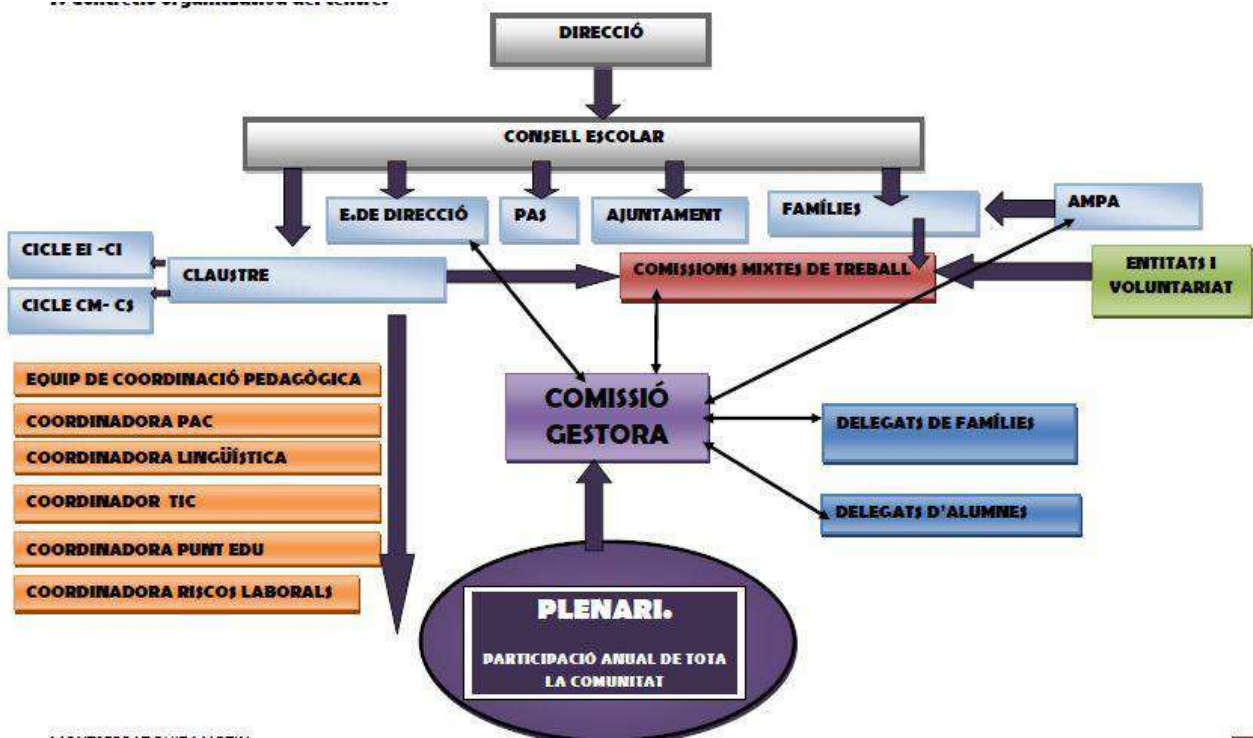 DIRECCIÓ
CONSELL ESCOLAR
E.DE DIRECCIÓ
PAS
AJUNTAMENT
FAMÍLIES
AMPA
CICLE EI -CI
CLAUSTRE
COMISSIONS MIXTES DE TREBALL
ENTITATS I
VOLUNTARIAT
CICLE CM- CS
EQUIP DE COORDINACIÓ PEDAGÒGICA
COORDINADORA PAC
COORDINADORA LINGÜÍSTICA
COORDINADOR TIC
COORDINADORA PUNT EDU
COORDINADORA RISCOS LABORALS
COMISSIÓ
GESTORA
DELEGATS DE FAMÍLIES
DELEGATS D'ALUMNES
PLENARI.
PARTICIPACIÓ ANUAL DE TOTA
LA COMUNITAT